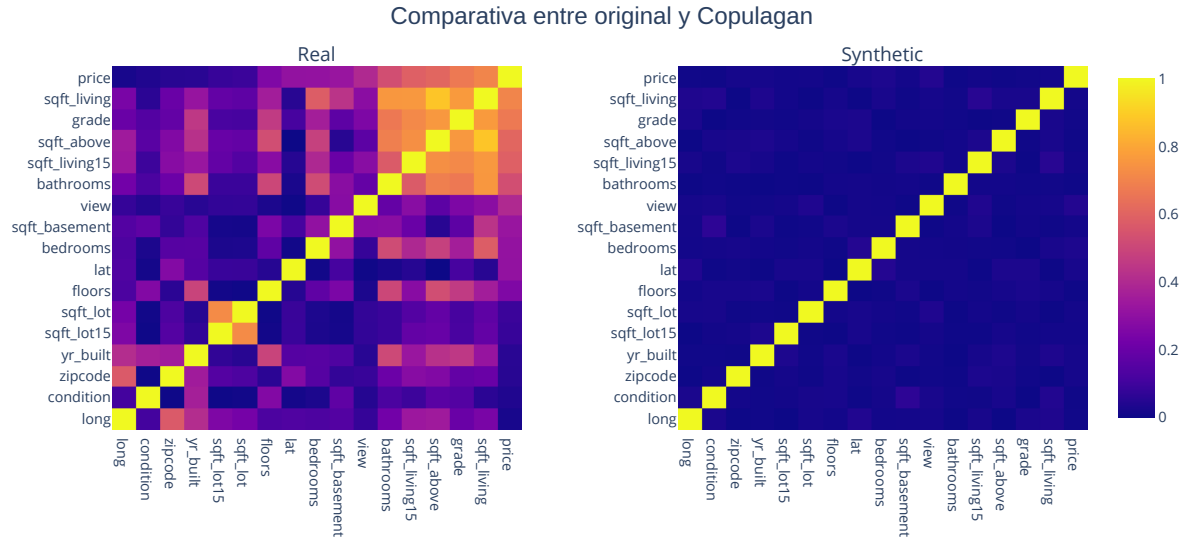 Comparativa entre original y Copulagan
Real
Synthetic
price
sqft_living
grade
sqft_above
sqft_living15
bathrooms
view
sqft_basement
bedrooms
lat
floors
sqft_lot
sqft_lot15
yr_built
zipcode
condition
long
long
condition
zipcode
yr_built
sqft_lot15
sqft_lot
floors
lat
bedrooms
sqft_basement
view
bathrooms
sqft_living15
sqft_above
grade
sqft_living
price
price
sqft_living
grade
sqft_above
sqft_living15
bathrooms
view
sqft_basement
bedrooms
lat
floors
sqft_lot
sqft_lot15
yr_built
zipcode
condition
long
long
condition
zipcode
yr_built
sqft_lot15
sqft_lot
floors
lat
bedrooms
sqft_basement
view
bathrooms
sqft_living15
sqft_above
grade
sqft_living
price
1
0.8
0.6
0.4
0.2
0